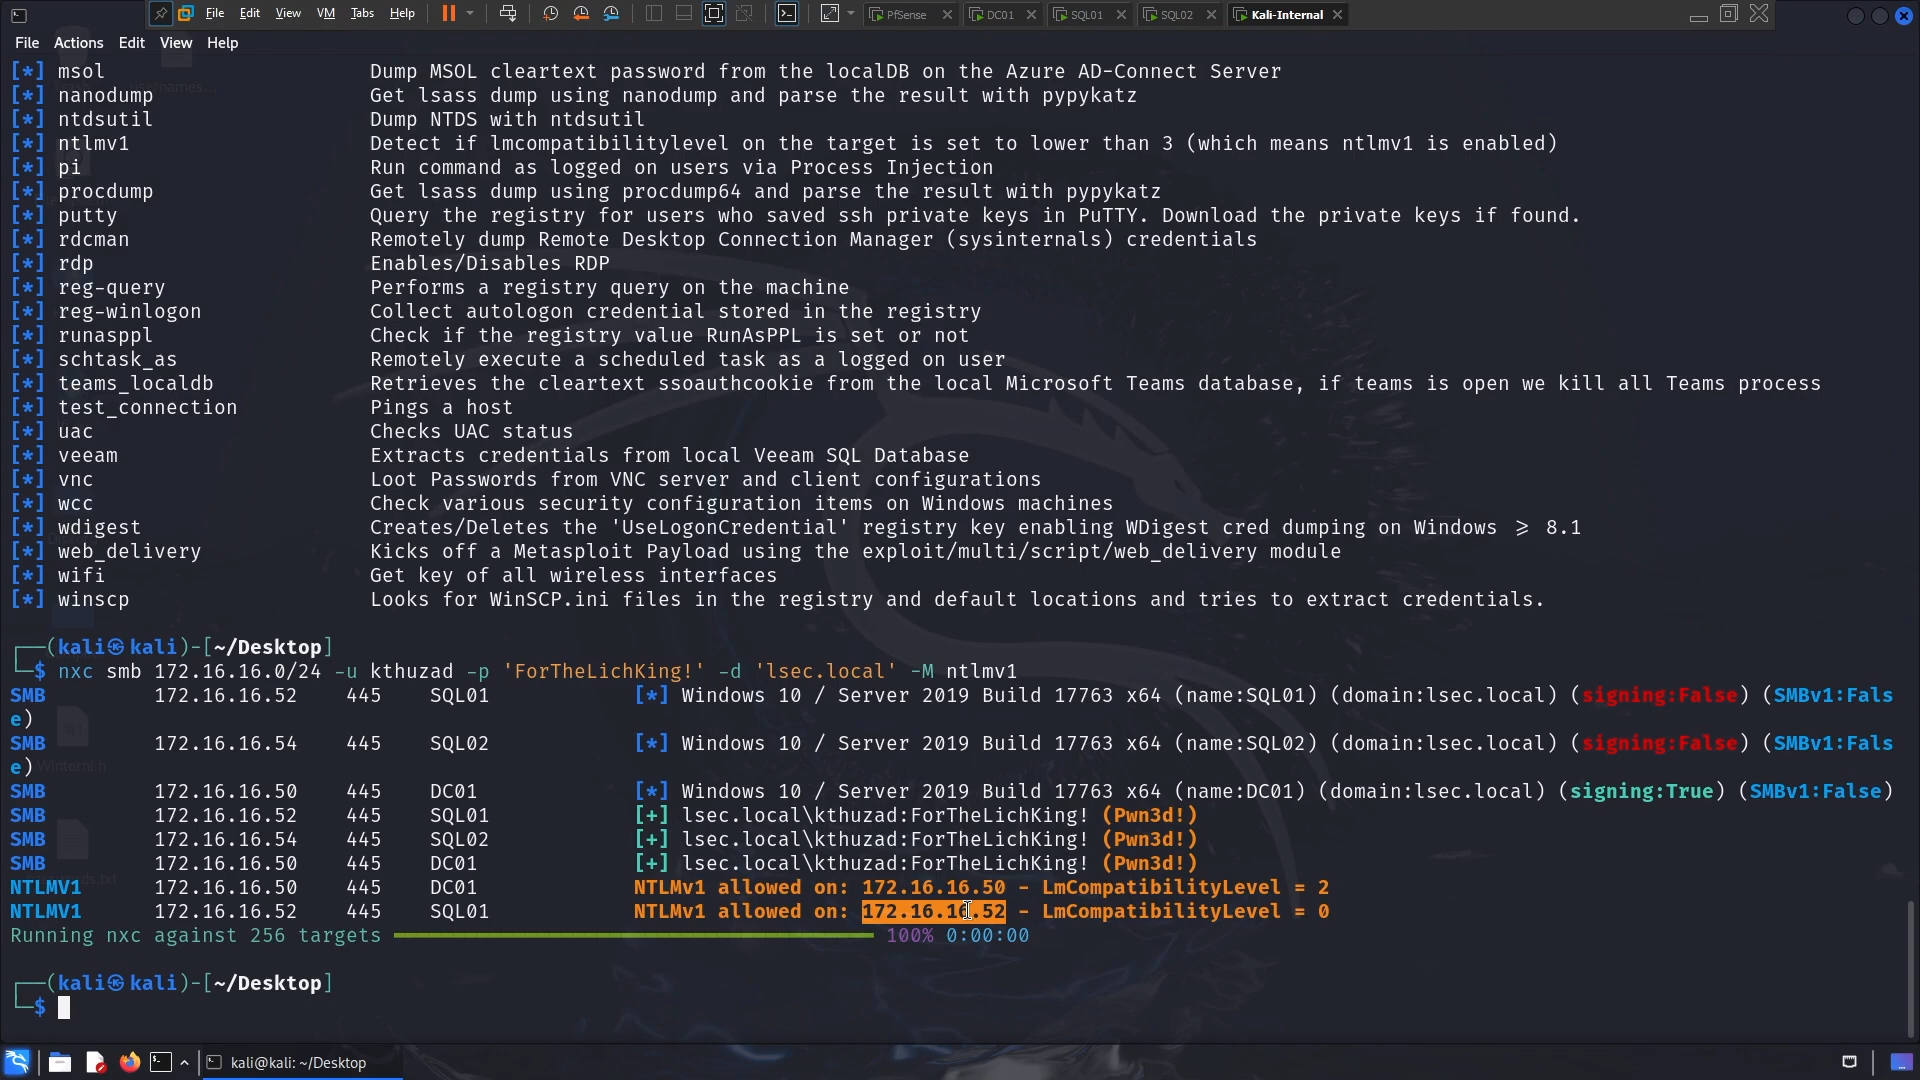 File Edit View VM Tabs Help PfSense DC01 SQL01 SQL02 Kali-Internal
File Actions Edit View Help
[*] msol Dump MSOL cleartext password from the localDB on the Azure AD-Connect Server
[*] nanodump Get lsass dump using nanodump and parse the result with pypykatz
[*] ntdsutil Dump NTDS with ntdsutil
[*] ntlmv1 Detect if lmcompatibilitylevel on the target is set to lower than 3 (which means ntlmv1 is enabled)
[*] pi Run command as logged on users via Process Injection
[*] procdump Get lsass dump using procdump64 and parse the result with pypykatz
[*] putty Query the registry for users who saved ssh private keys in PuTTY. Download the private keys if found.
[*] rdcman Remotely dump Remote Desktop Connection Manager (sysinternals) credentials
[*] rdp Enables/Disables RDP
[*] reg-query Performs a registry query on the machine
[*] reg-winlogon Collect autologon credential stored in the registry
[*] runasppl Check if the registry value RunAsPPL is set or not
[*] schtask_as Remotely execute a scheduled task as a logged on user
[*] teams_localdb Retrieves the cleartext ssoauthcookie from the local Microsoft Teams database, if teams is open we kill all Teams process
[*] test_connection Pings a host
[*] uac Checks UAC status
[*] veeam Extracts credentials from local Veeam SQL Database
[*] vnc Loot Passwords from VNC server and client configurations
[*] wcc Check various security configuration items on Windows machines
[*] wdigest Creates/Deletes the 'UseLogonCredential' registry key enabling WDigest cred dumping on Windows ≥ 8.1
[*] web_delivery Kicks off a Metasploit Payload using the exploit/multi/script/web_delivery module
[*] wifi Get key of all wireless interfaces
[*] winscp Looks for WinSCP.ini files in the registry and default locations and tries to extract credentials.
┌──(kali㉿kali)-[~/Desktop]
└─$ nxc smb 172.16.16.0/24 -u kthuzad -p 'ForTheLichKing!' -d 'lsec.local' -M ntlmv1
SMB 172.16.16.52 445 SQL01 [*] Windows 10 / Server 2019 Build 17763 x64 (name:SQL01) (domain:lsec.local) (signing:False) (SMBv1:Fals
e)
SMB 172.16.16.54 445 SQL02 [*] Windows 10 / Server 2019 Build 17763 x64 (name:SQL02) (domain:lsec.local) (signing:False) (SMBv1:Fals
e)
SMB 172.16.16.50 445 DC01 [*] Windows 10 / Server 2019 Build 17763 x64 (name:DC01) (domain:lsec.local) (signing:True) (SMBv1:False)
SMB 172.16.16.52 445 SQL01 [+] lsec.local\kthuzad:ForTheLichKing! (Pwn3d!)
SMB 172.16.16.54 445 SQL02 [+] lsec.local\kthuzad:ForTheLichKing! (Pwn3d!)
SMB 172.16.16.50 445 DC01 [+] lsec.local\kthuzad:ForTheLichKing! (Pwn3d!)
NTLMV1 172.16.16.50 445 DC01 NTLMv1 allowed on: 172.16.16.50 - LmCompatibilityLevel = 2
NTLMV1 172.16.16.52 445 SQL01 NTLMv1 allowed on: 172.16.16.52 - LmCompatibilityLevel = 0
Running nxc against 256 targets 100% 0:00:00
┌──(kali㉿kali)-[~/Desktop]
└─$
kali@kali: ~/Desktop